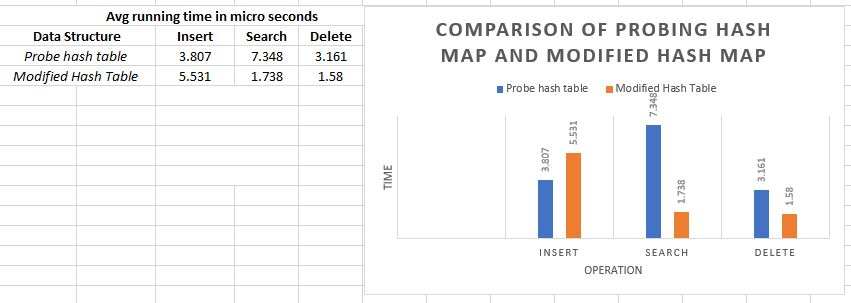 Avg running time in micro seconds
Data Structure Insert Search Delete
Probe hash table 3.807 7.348 3.161
Modified Hash Table 5.531 1.738 1.58
COMPARISON OF PROBING HASH
MAP AND MODIFIED HASH MAP
Probe hash table Modified Hash Table
TIME
3.807
5.531
7.348
1.738
3.161
1.58
INSERT SEARCH DELETE
OPERATION